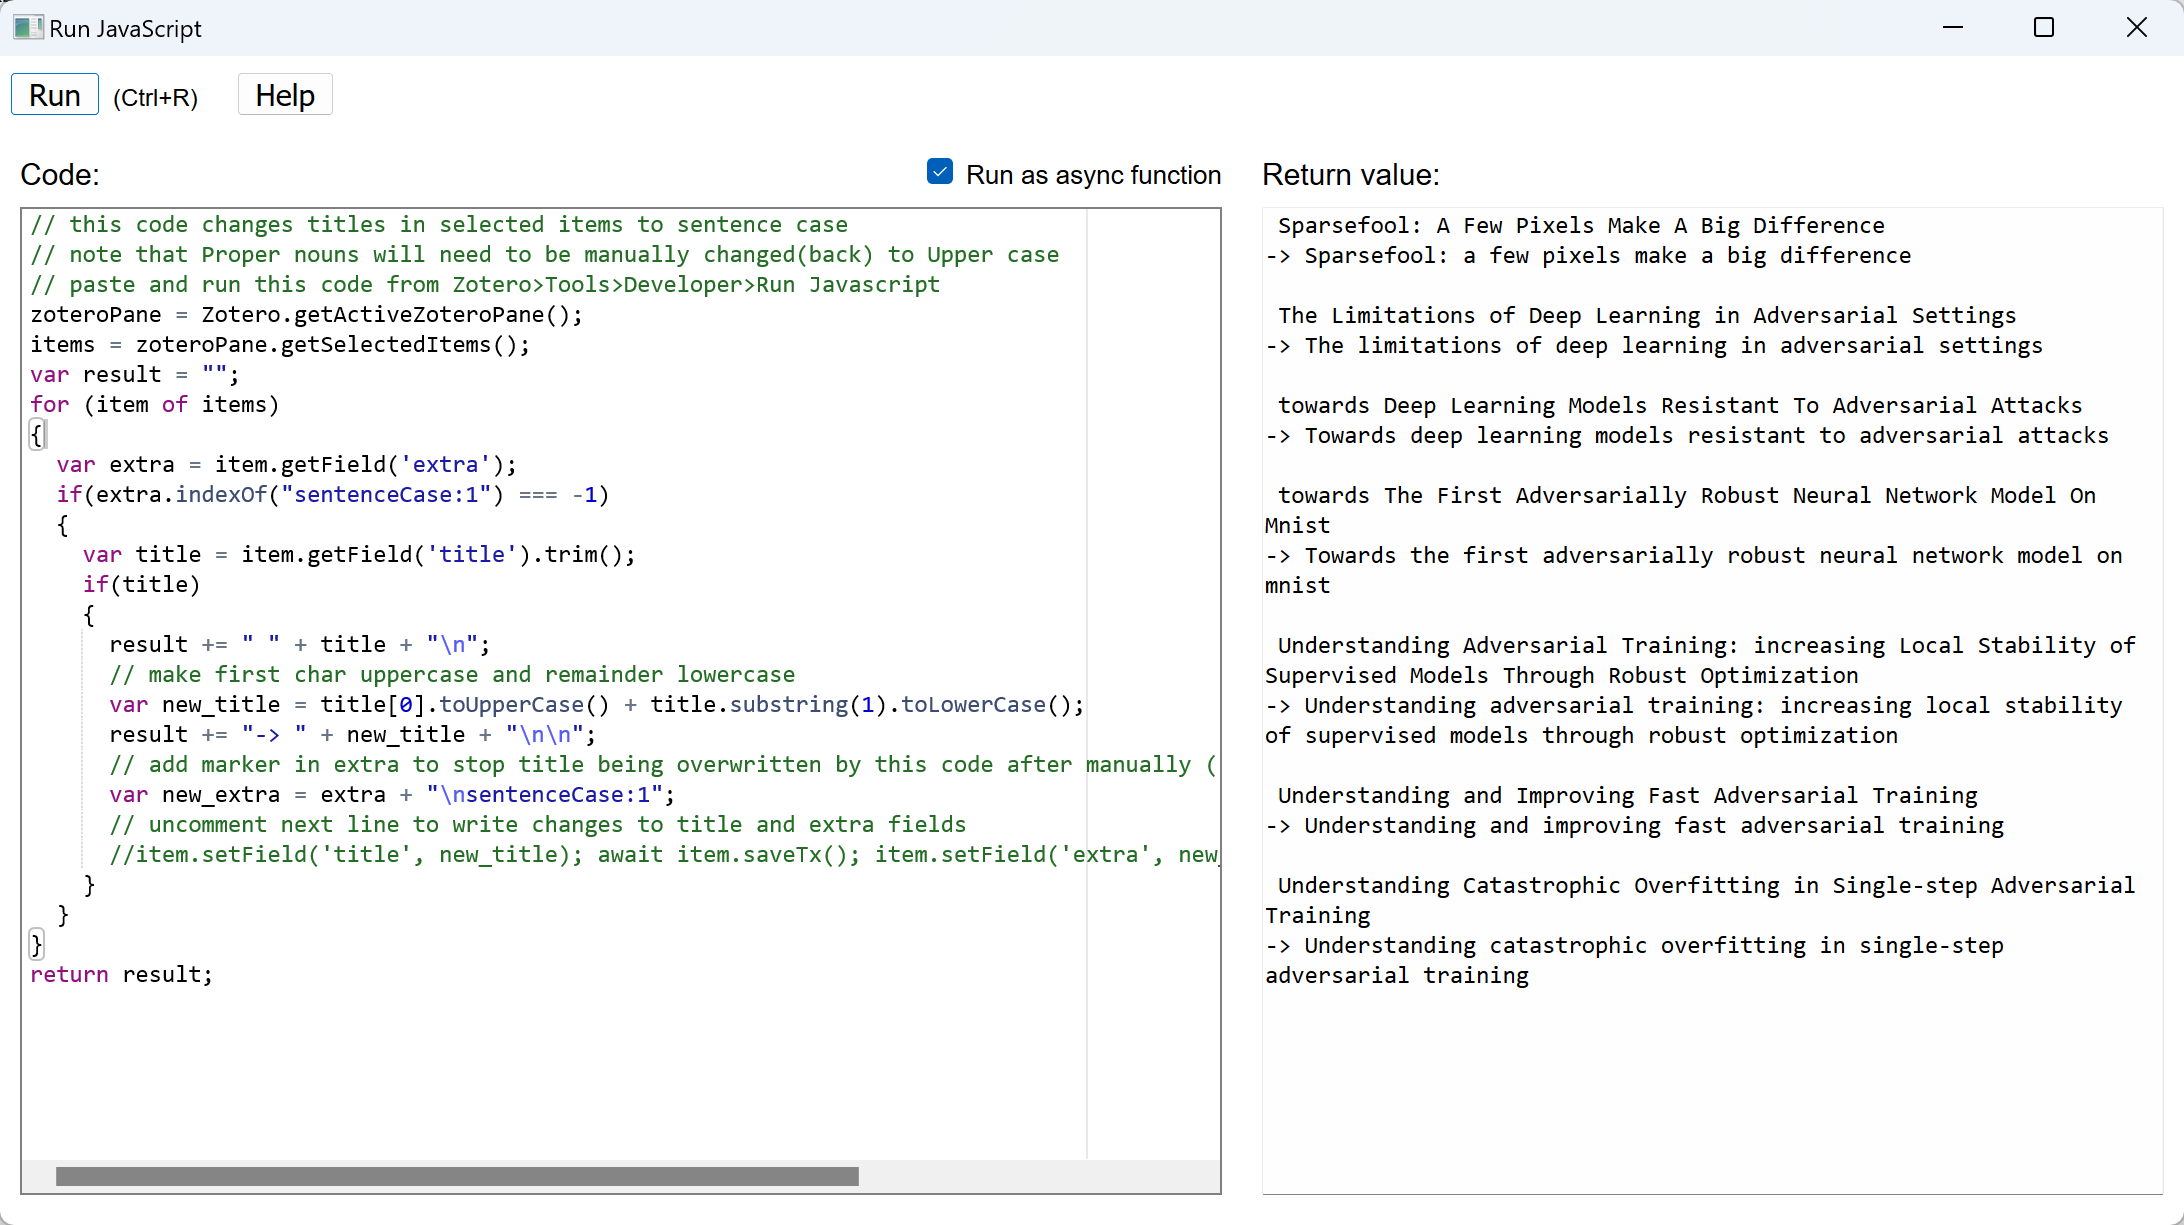 Run JavaScript
Run (Ctrl+R) Help
Code:
Run as async function
// this code changes titles in selected items to sentence case
// note that Proper nouns will need to be manually changed(back) to Upper case
// paste and run this code from Zotero>Tools>Developer>Run Javascript
zoteroPane = Zotero.getActiveZoteroPane();
items = zoteroPane.getSelectedItems();
var result = "";
for (item of items)
{
  var extra = item.getField('extra');
  if(extra.indexOf("sentenceCase:1") === -1)
  {
    var title = item.getField('title').trim();
    if(title)
    {
      result += " " + title + "\n";
      // make first char uppercase and remainder lowercase
      var new_title = title[0].toUpperCase() + title.substring(1).toLowerCase();
      result += "-> " + new_title + "\n\n";
      // add marker in extra to stop title being overwritten by this code after manually (
      var new_extra = extra + "\nsentenceCase:1";
      // uncomment next line to write changes to title and extra fields
      //item.setField('title', new_title); await item.saveTx(); item.setField('extra', new_
    }
  }
}
return result;
Return value:
 Sparsefool: A Few Pixels Make A Big Difference
-> Sparsefool: a few pixels make a big difference
 The Limitations of Deep Learning in Adversarial Settings
-> The limitations of deep learning in adversarial settings
 towards Deep Learning Models Resistant To Adversarial Attacks
-> Towards deep learning models resistant to adversarial attacks
 towards The First Adversarially Robust Neural Network Model On
Mnist
-> Towards the first adversarially robust neural network model on
mnist
 Understanding Adversarial Training: increasing Local Stability of
Supervised Models Through Robust Optimization
-> Understanding adversarial training: increasing local stability
of supervised models through robust optimization
 Understanding and Improving Fast Adversarial Training
-> Understanding and improving fast adversarial training
 Understanding Catastrophic Overfitting in Single-step Adversarial
Training
-> Understanding catastrophic overfitting in single-step
adversarial training